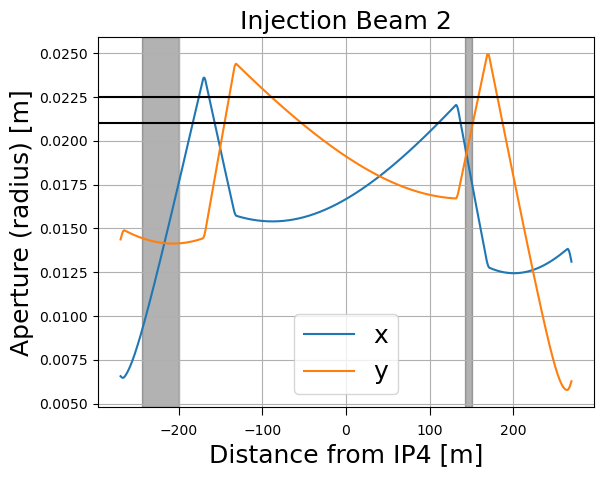 Injection Beam 2
Aperture (radius) [m]
0.0250
0.0225
0.0200
0.0175
0.0150
0.0125
0.0100
0.0075
0.0050
x
y
−200 −100 0 100 200
Distance from IP4 [m]